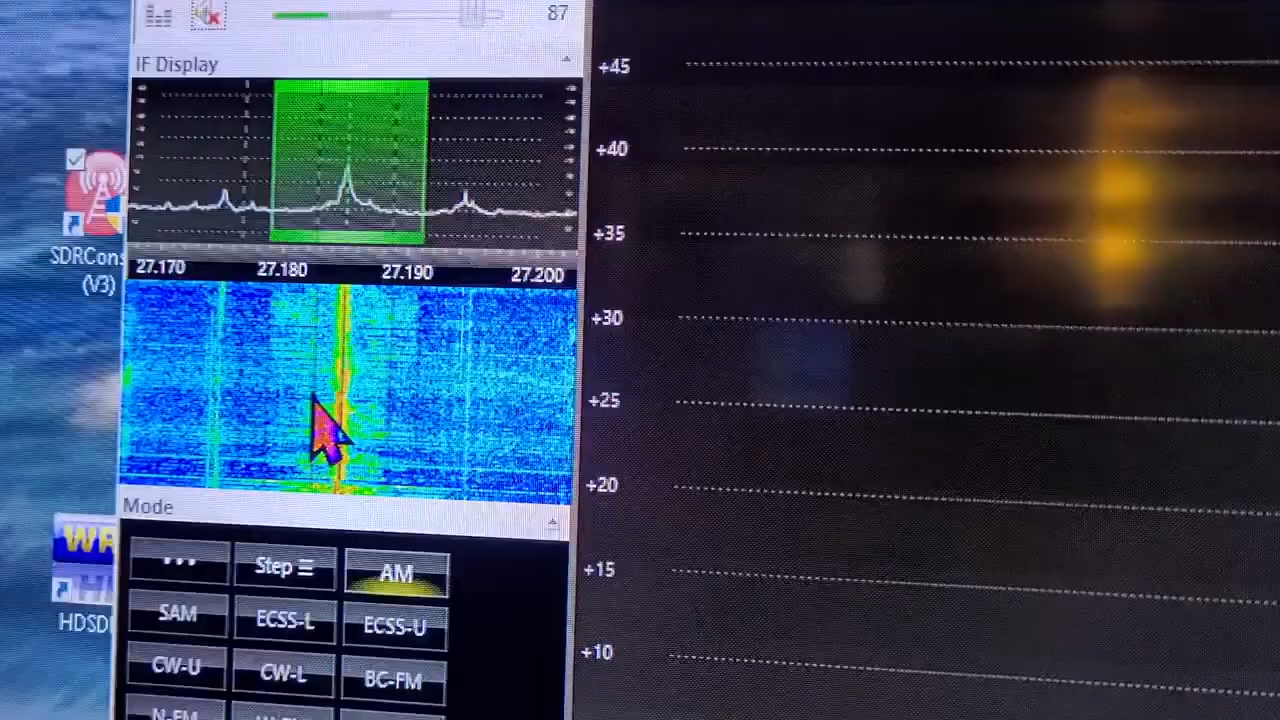 87
IF Display
+45
+40
SDRCons
(V3)
+35
27.170 27.180 27.190 27.200
+30
+25
+20
Mode
... Step AM
+15
SAM ECSS-L ECSS-U
HDSD
+10
CW-U CW-L BC-FM
N-FM